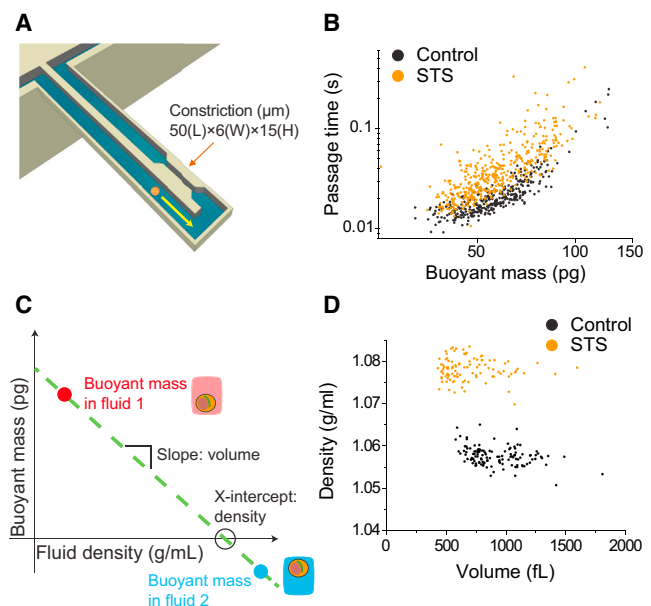 A
Constriction (μm)
50(L)×6(W)×15(H)
B
Control
STS
Passage time (s)
0.1
0.01
50
100
150
Buoyant mass (pg)
C
Buoyant mass (pg)
Buoyant mass
in fluid 1
Slope: volume
X-intercept:
density
Fluid density (g/mL)
Buoyant mass
in fluid 2
D
Control
STS
Density (g/ml)
1.08
1.06
1.05
1.04
0
500
1000
1500
2000
Volume (fL)